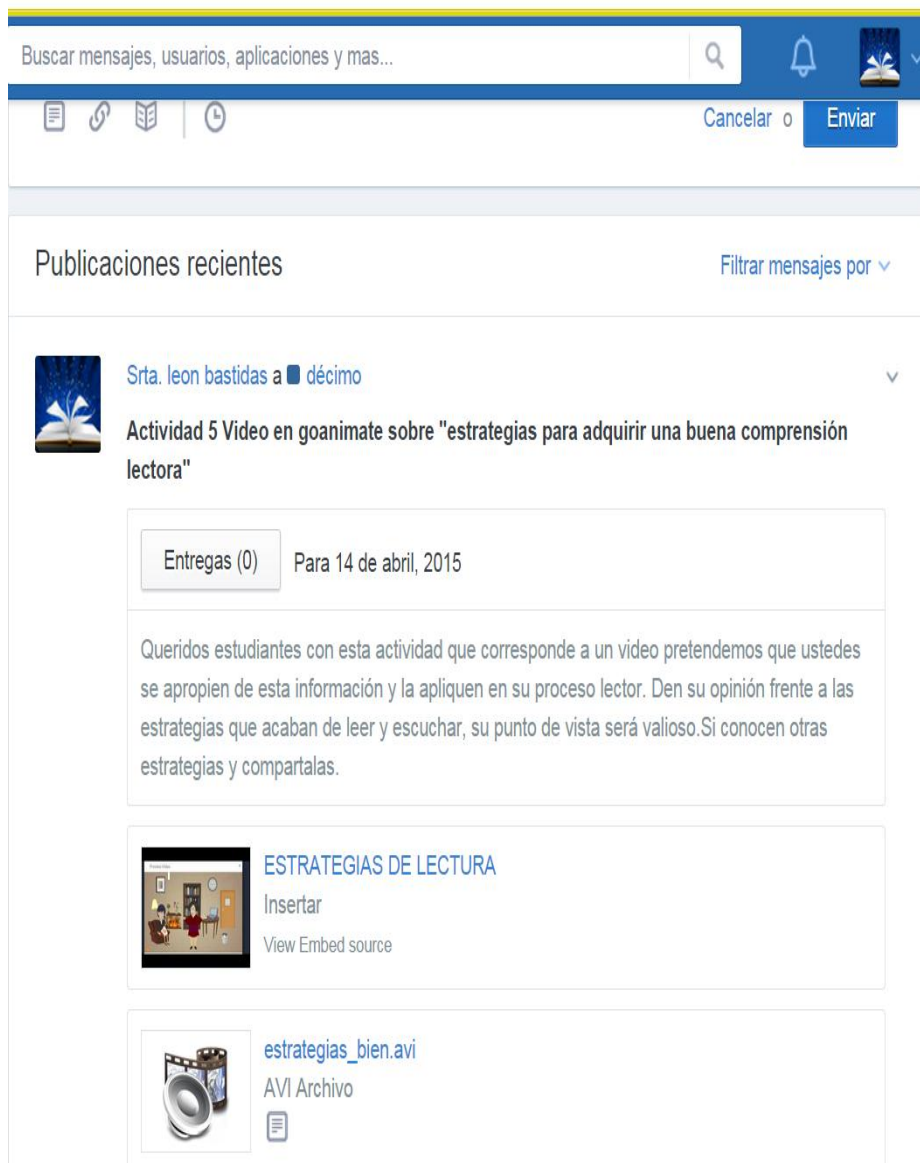 Buscar mensajes, usuarios, aplicaciones y mas...
Cancelar o Enviar
Publicaciones recientes
Filtrar mensajes por
Srta. leon bastidas a décimo
Actividad 5 Video en goanimate sobre "estrategias para adquirir una buena comprensión
lectora"
Entregas (0) Para 14 de abril, 2015
Queridos estudiantes con esta actividad que corresponde a un video pretendemos que ustedes
se apropien de esta información y la apliquen en su proceso lector. Den su opinión frente a las
estrategias que acaban de leer y escuchar, su punto de vista será valioso.Si conocen otras
estrategias y compartalas.
ESTRATEGIAS DE LECTURA
Insertar
View Embed source
estrategias_bien.avi
AVI Archivo